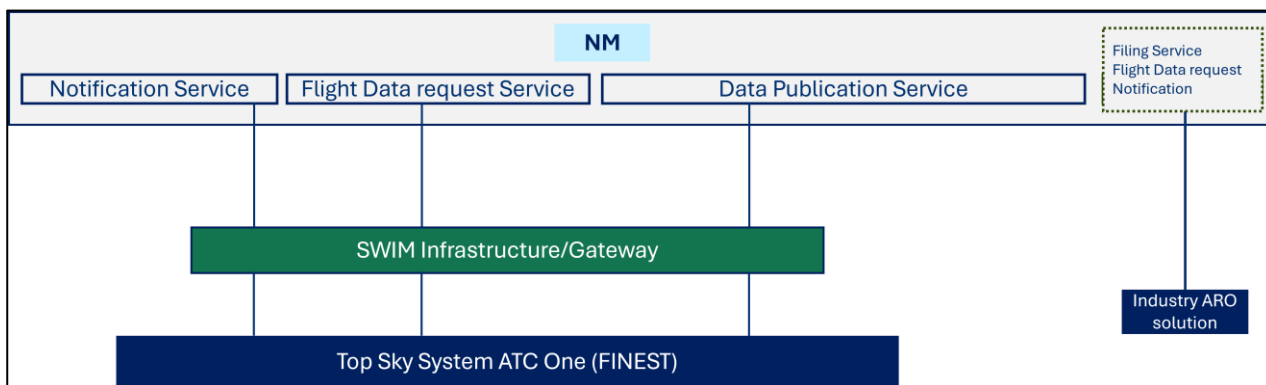 NM
Notification Service
Flight Data request Service
Data Publication Service
Filing Service
Flight Data request
Notification
SWIM Infrastructure/Gateway
Industry ARO
solution
Top Sky System ATC One (FINEST)